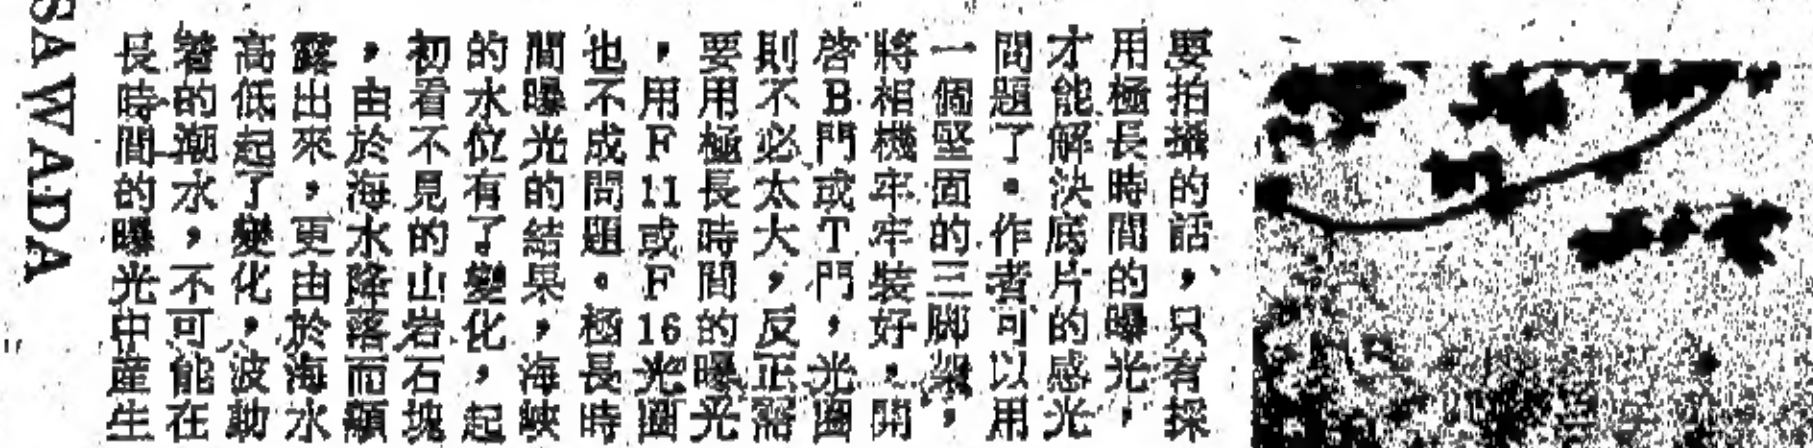 要拍攝的話，只有採
用極長時間的曝光，
才能解決底片的感光
問題了。作者可以用
一個堅固的三脚架，
將相機牢牢裝好，開
啓B門或T門，光圈
則不必太大，反正需
要用極長時間的曝光
，用F11或F16光圈
也不成問題。極長時
間曝光的結果，海峽
的水位有了變化，起
初看不見的山岩石塊
，由於海水降落而顯
露出來，更由於海水
高低起了變化，波動
着的潮水，不可能在
長時間的曝光中產生
SAWADA